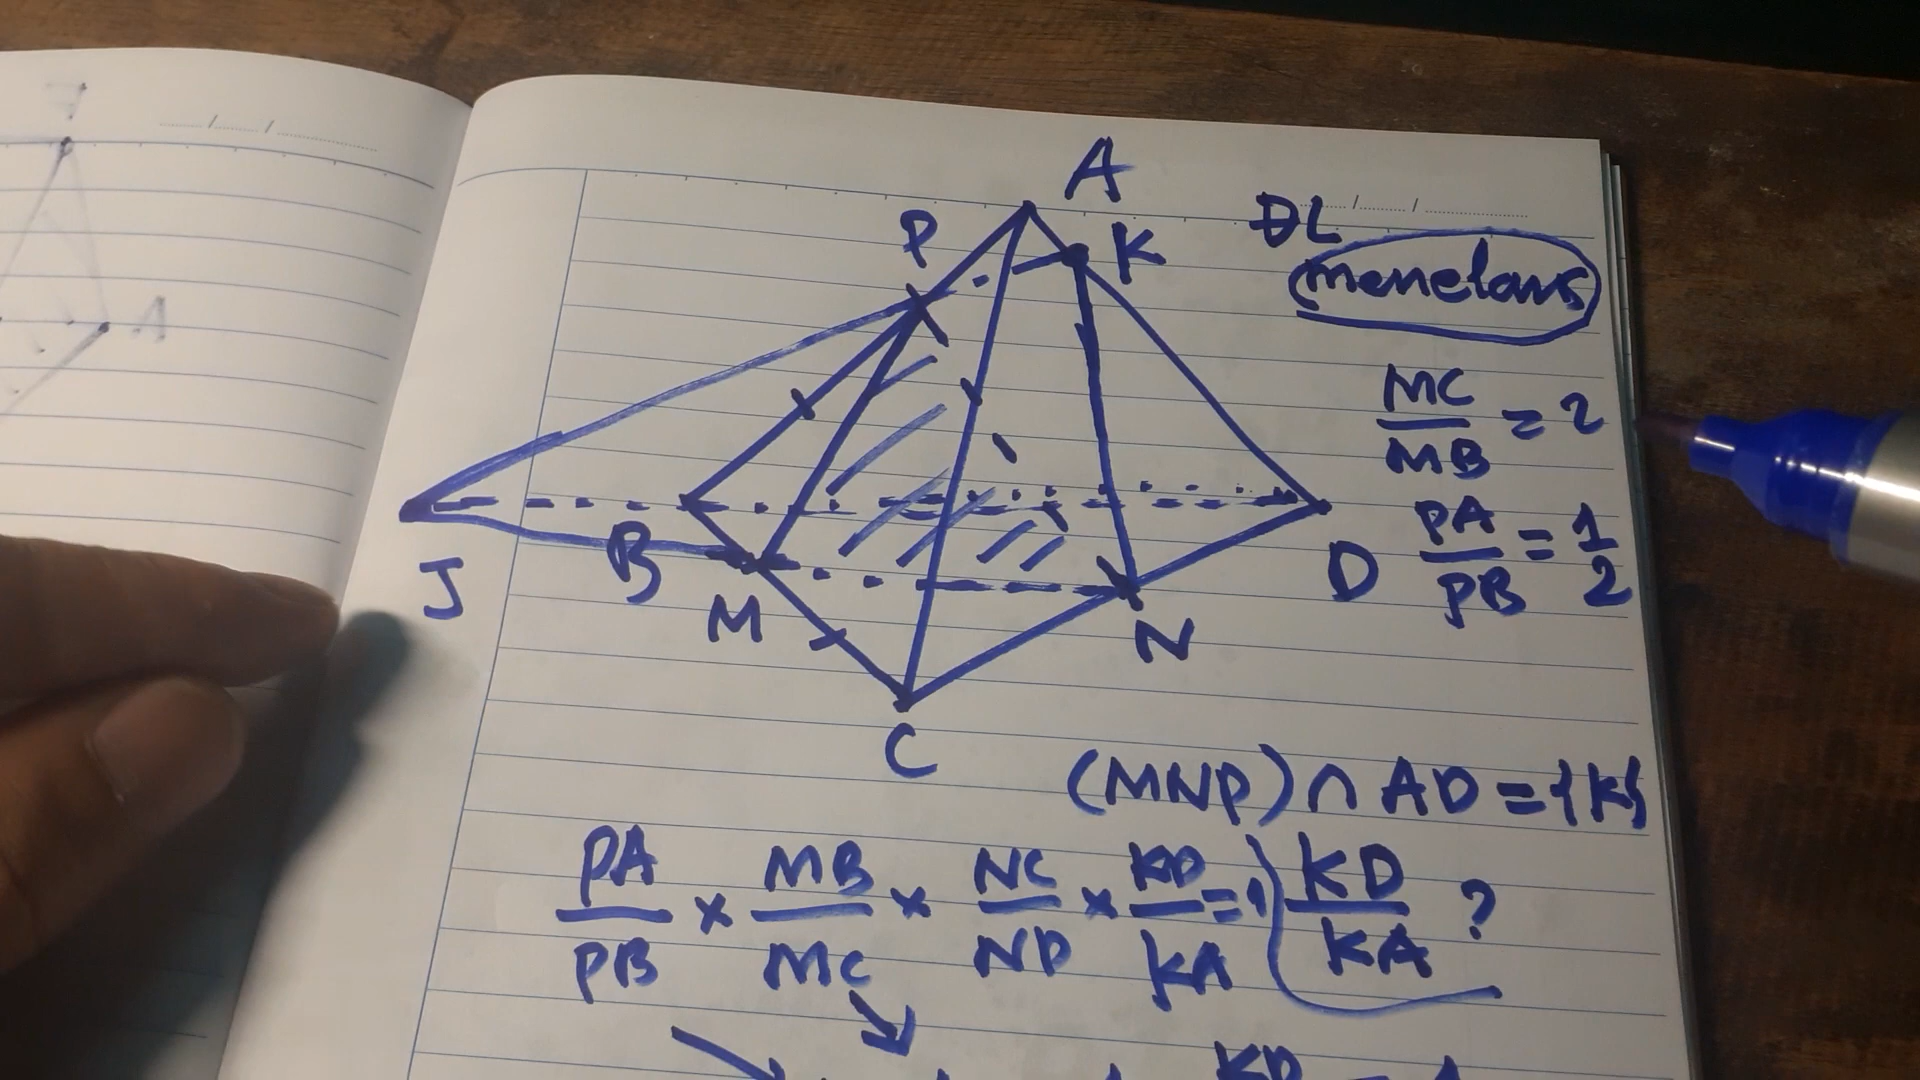 A
P
K
ĐL
menelaus
MC/MB = 2
PA/PB = 1/2
J
B
M
N
D
C
(MNP) ∩ AD = {K}
PA/PB × MB/MC × NC/ND × KD/KA = 1
KD/KA ?
KD
A